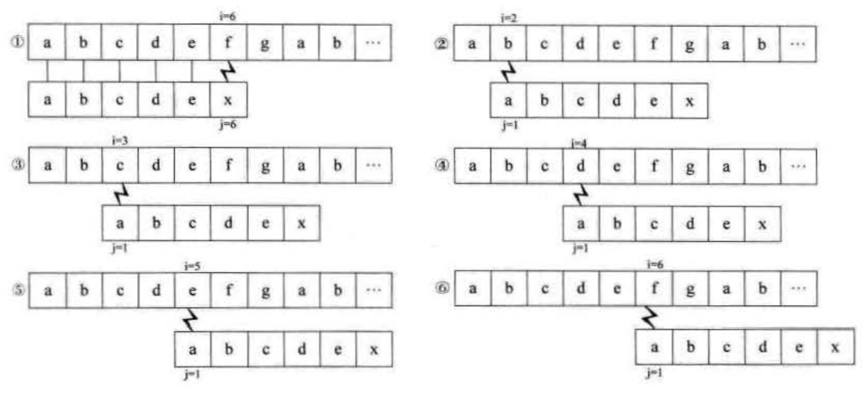 i=6
① a b c d e f g a b ...
a b c d e x
j=6
i=2
② a b c d e f g a b ...
a b c d e x
j=1
i=3
③ a b c d e f g a b ...
a b c d e x
j=1
i=4
④ a b c d e f g a b ...
a b c d e x
j=1
i=5
⑤ a b c d e f g a b ...
a b c d e x
j=1
i=6
⑥ a b c d e f g a b ...
a b c d e x
j=1